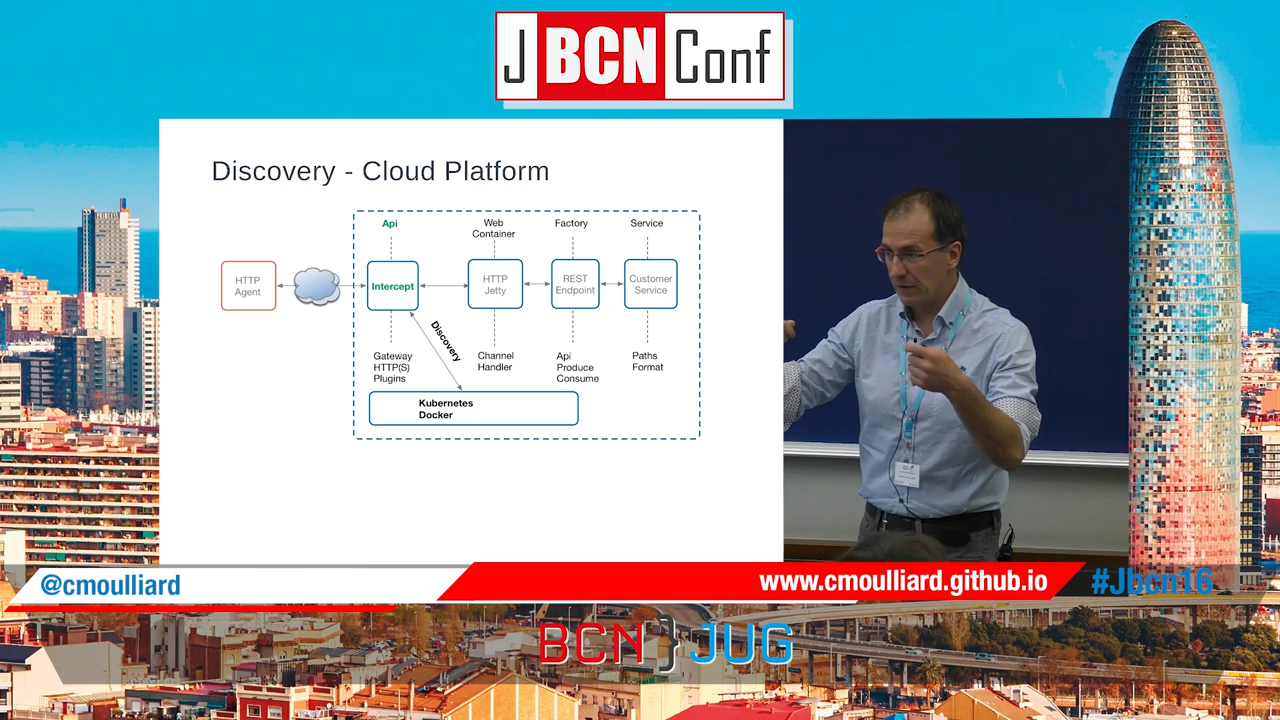 J BCN Conf
Discovery - Cloud Platform
Api
Web
Container
Factory
Service
HTTP
Agent
Intercept
HTTP
Jetty
REST
Endpoint
Customer
Service
Discovery
Gateway
HTTP(S)
Plugins
Channel
Handler
Api
Produce
Consume
Paths
Format
Kubernetes
Docker
@cmoulliard
www.cmoulliard.github.io
#Jbcn16
BCN JUG